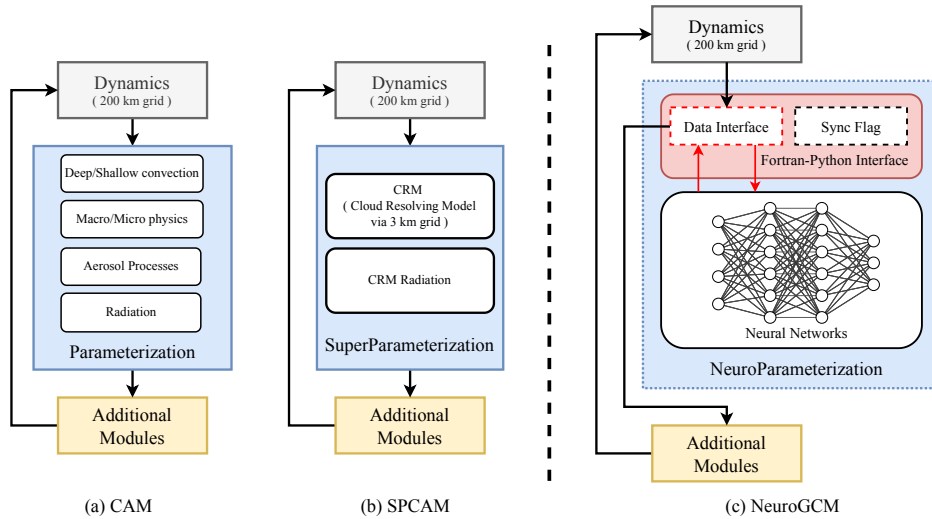 Dynamics
( 200 km grid )
Deep/Shallow convection
Macro/Micro physics
Aerosol Processes
Radiation
Parameterization
Additional
Modules
(a) CAM
Dynamics
( 200 km grid )
CRM
( Cloud Resolving Model
via 3 km grid )
CRM Radiation
SuperParameterization
Additional
Modules
(b) SPCAM
Dynamics
( 200 km grid )
Data Interface
Sync Flag
Fortran-Python Interface
Neural Networks
NeuroParameterization
Additional
Modules
(c) NeuroGCM